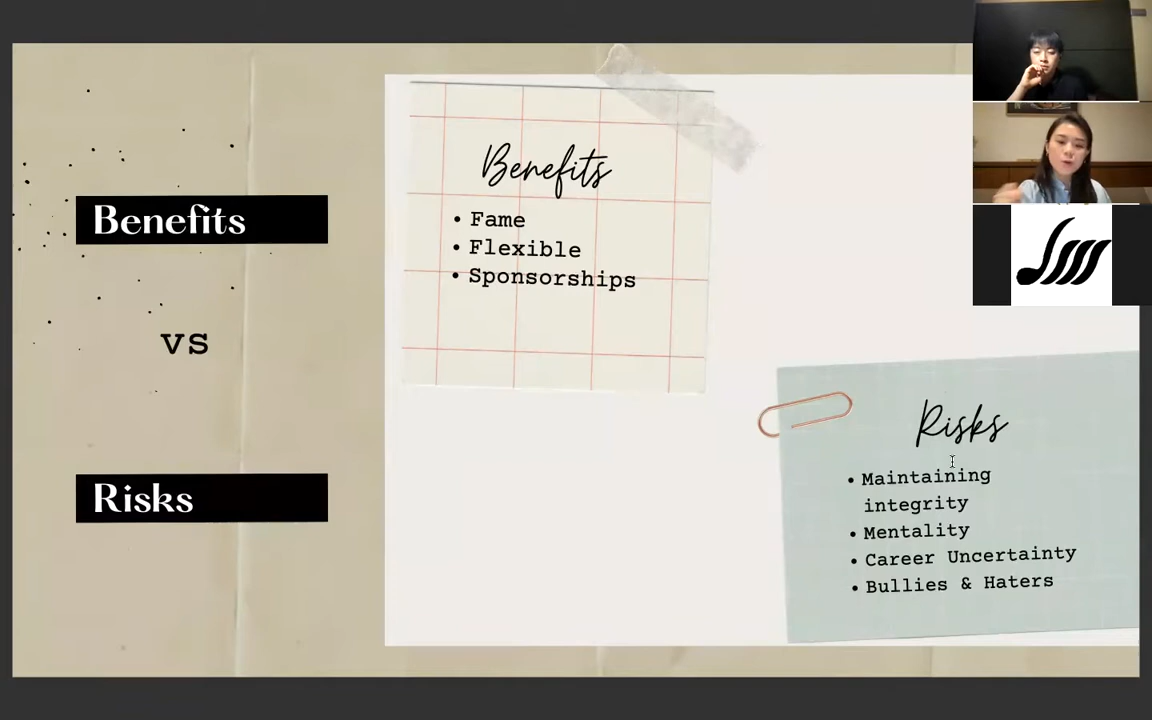 Benefits
vs
Risks
Benefits
• Fame
• Flexible
• Sponsorships
Risks
• Maintaining
integrity
• Mentality
• Career Uncertainty
• Bullies & Haters